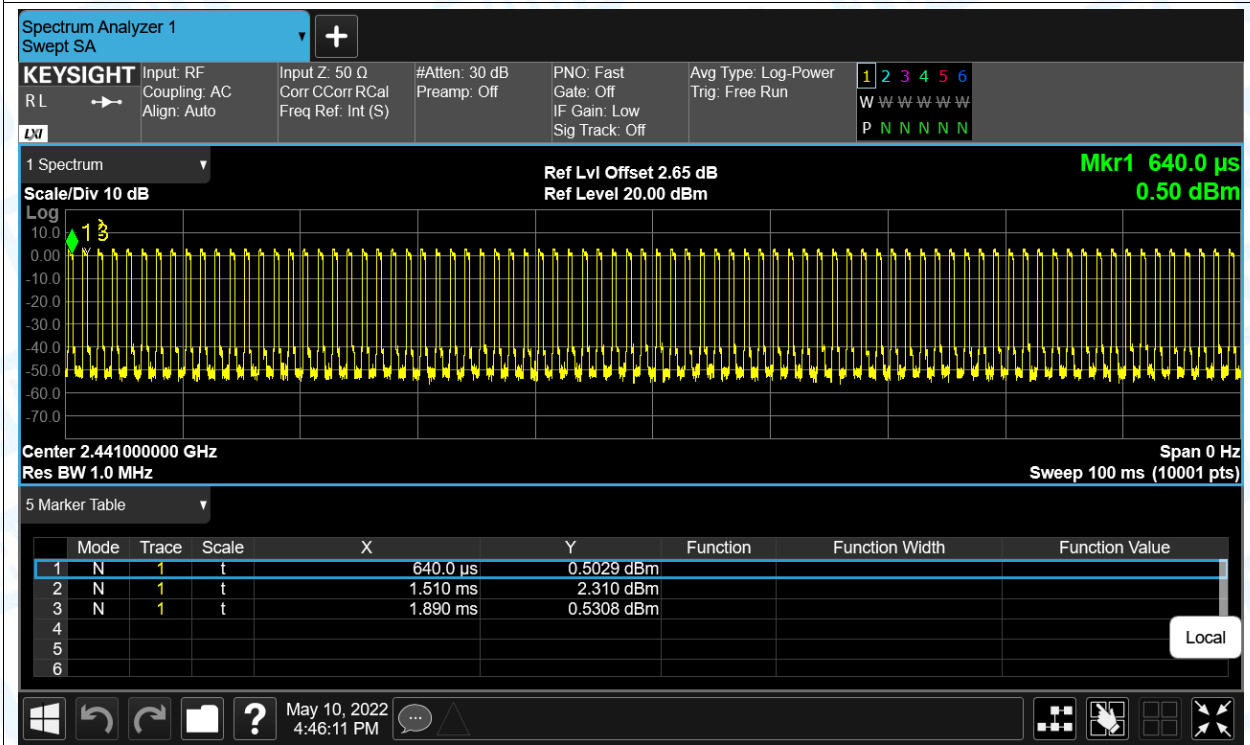 Spectrum Analyzer 1
Swept SA
KEYSIGHT
R L
LXI
Input: RF
Coupling: AC
Align: Auto
Input Z: 50 Ω
Corr CCorr RCal
Freq Ref: Int (S)
#Atten: 30 dB
Preamp: Off
PNO: Fast
Gate: Off
IF Gain: Low
Sig Track: Off
Avg Type: Log-Power
Trig: Free Run
1 2 3 4 5 6
W W W W W W
P N N N N N
1 Spectrum
Scale/Div 10 dB
Ref Lvl Offset 2.65 dB
Ref Level 20.00 dBm
Mkr1 640.0 µs
0.50 dBm
Log
1 3
10.0
0.00
-10.0
-20.0
-30.0
-40.0
-50.0
-60.0
-70.0
Center 2.441000000 GHz
Span 0 Hz
Res BW 1.0 MHz
Sweep 100 ms (10001 pts)
5 Marker Table
Mode Trace Scale X Y Function Function Width Function Value
1 N 1 t 640.0 µs 0.5029 dBm
2 N 1 t 1.510 ms 2.310 dBm
3 N 1 t 1.890 ms 0.5308 dBm
4
5
6
Local
?
May 10, 2022
4:46:11 PM